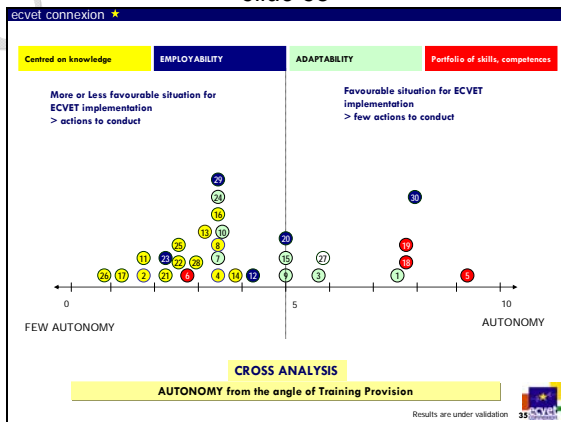 ecvet connexion
Centred on knowledge
EMPLOYABILITY
ADAPTABILITY
Portfolio of skills, competences
More or Less favourable situation for
ECVET implementation
> actions to conduct
Favourable situation for ECVET
implementation
> few actions to conduct
29
24
30
16
13 10
20
25 8
19
11 23 22 28 7 15 27 18
26 17 2 21 6 4 14 12 9 3 1 5
0 5 10
FEW AUTONOMY
AUTONOMY
CROSS ANALYSIS
AUTONOMY from the angle of Training Provision
Results are under validation 35
ecvet
CONNEXION